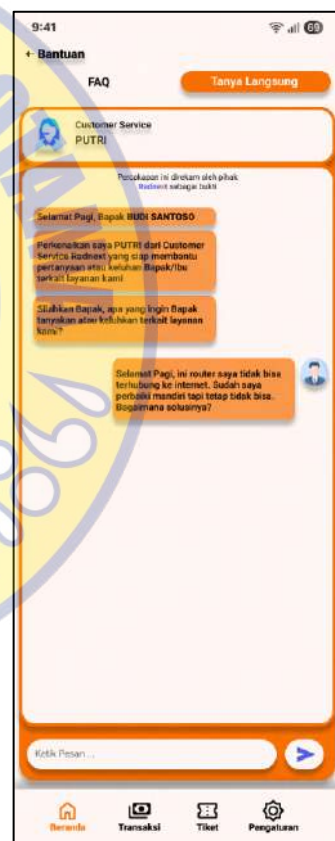 9:41
69
← Bantuan
FAQ
Tanya Langsung
Customer Service
PUTRI
Percakapan ini direkam oleh pihak
Radnext sebagai bukti
Selamat Pagi, Bapak BUDI SANTOSO
Perkenalkan saya PUTRI dari Customer
Service Radnext yang siap membantu
pertanyaan atau keluhan Bapak/Ibu
terkait layanan kami
Silahkan Bapak, apa yang ingin Bapak
tanyakan atau keluhkan terkait layanan
kami?
Selamat Pagi, ini router saya tidak bisa
terhubung ke internet. Sudah saya
perbaiki mandiri tapi tetap tidak bisa.
Bagaimana solusinya?
Ketik Pesan...
Beranda
Transaksi
Tiket
Pengaturan